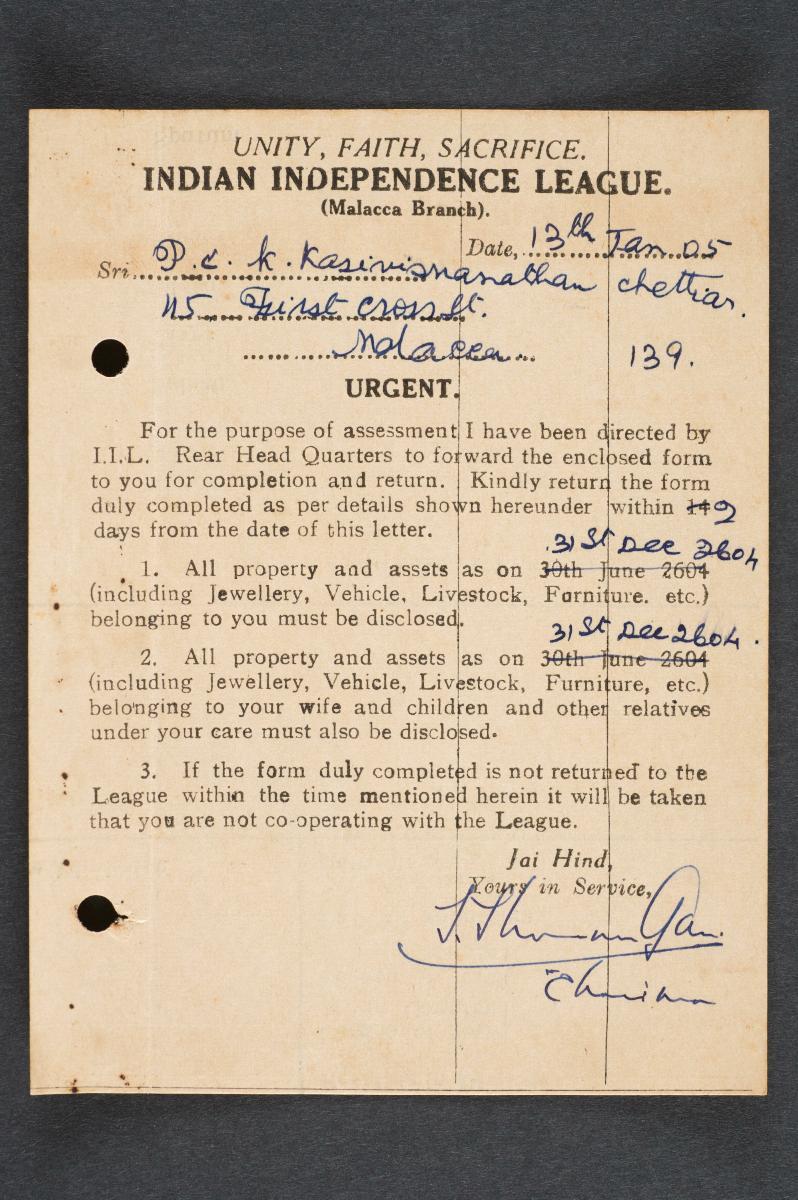 UNITY, FAITH, SACRIFICE.
INDIAN INDEPENDENCE LEAGUE.
(Malacca Branch).
Date, 13th Jan. 05
Sri P. L. K. Kasivisvanathan chettiar.
115 First cross St.
Malacca 139.
URGENT.
For the purpose of assessment I have been directed by
I.I.L. Rear Head Quarters to forward the enclosed form
to you for completion and return. Kindly return the form
duly completed as per details shown hereunder within 14 2
days from the date of this letter.
31st Dec 2604
1. All property and assets as on 30th June 2604
(including Jewellery, Vehicle, Livestock, Furniture. etc.)
belonging to you must be disclosed.
31st Dec 2604.
2. All property and assets as on 30th June 2604
(including Jewellery, Vehicle, Livestock, Furniture, etc.)
belonging to your wife and children and other relatives
under your care must also be disclosed.
3. If the form duly completed is not returned to the
League within the time mentioned herein it will be taken
that you are not co-operating with the League.
Jai Hind,
Yours in Service,
Chairman